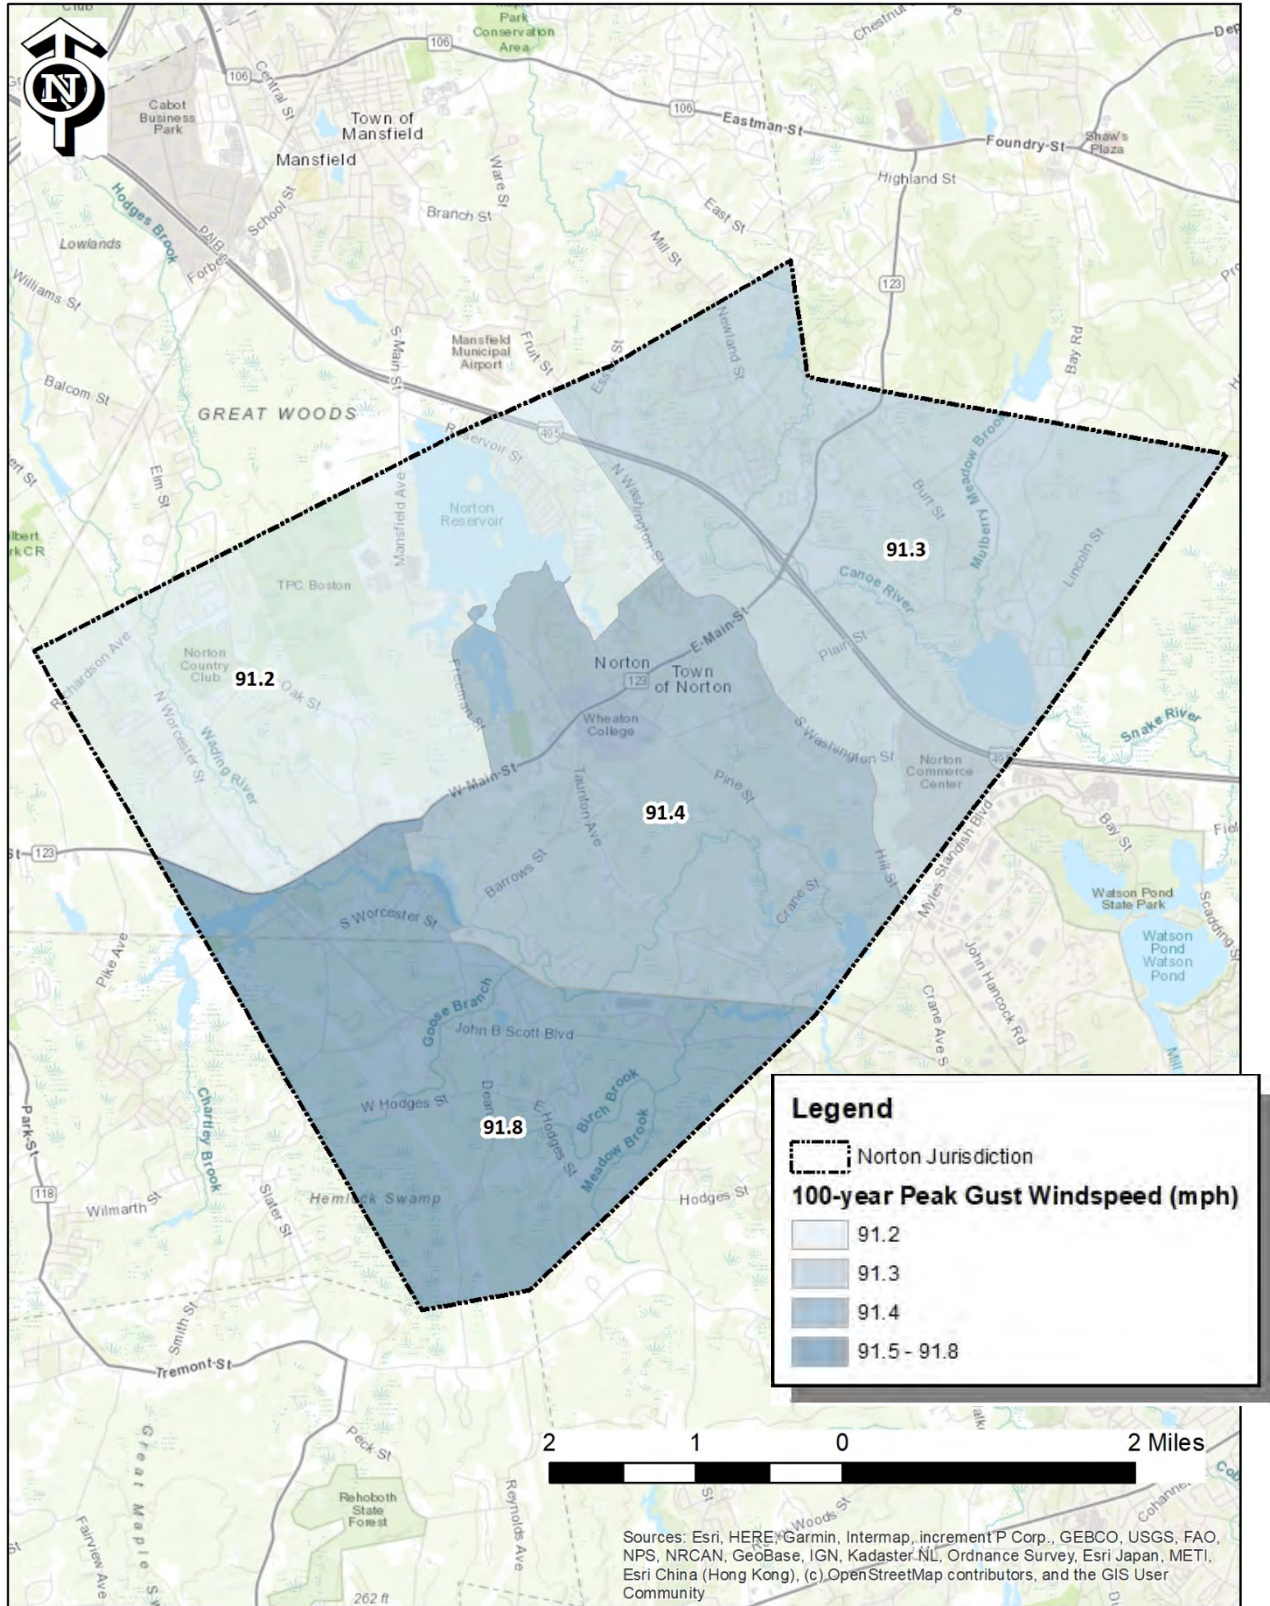 Club
Park
Conservation
Area
N
106
106
106
Eastman-St
Foundry-St
Shaw's
Plaza
Highland St
Cabot
Business
Park
Central St
Town of
Mansfield
Mansfield
Ware St
Branch St
School St
East St
Mill St
Hodges Brook
Lowlands
Forbes Blvd
Williams St
123
Bay Rd
S Main St
Mansfield
Municipal
Airport
Fruit St
Essex St
Newland St
Balcom St
GREAT WOODS
495
Reservoir St
Elm St
Mansfield Ave
Norton
Reservoir
N Washington St
Burt St
Mulberry Meadow Brook
Lincoln St
91.3
Canoe River
TPC Boston
Plain St
E-Main-St
Richardson Ave
Norton
Country
Club
91.2
Oak St
N Worcester St
Wading River
Freeman St
Norton
123
Town
of Norton
Wheaton
College
Snake River
S Washington St
Norton
Commerce
Center
495
W-Main-St
Taunton Ave
Pine St
91.4
Myles Standish Blvd
Bay St
123
Barrows St
Crane St
Hill St
Watson Pond
State Park
Watson
Pond
Watson
Pond
S Worcester St
Pike Ave
John Hancock Rd
Crane Ave S
Goose Branch
John B Scott Blvd
Chartley Brook
W Hodges St
Dean
E Hodges St
Birch Brook
Meadow Brook
91.8
Park-St
118
Wilmarth St
Slater St
Hemlock Swamp
Hodges St
Smith St
Tremont-St
Peck St
Rehoboth
State
Forest
Reynolds Ave
Fairview Ave
262 ft
Legend
Norton Jurisdiction
100-year Peak Gust Windspeed (mph)
91.2
91.3
91.4
91.5 - 91.8
2 1 0 2 Miles
Sources: Esri, HERE, Garmin, Intermap, increment P Corp., GEBCO, USGS, FAO,
NPS, NRCAN, GeoBase, IGN, Kadaster NL, Ordnance Survey, Esri Japan, METI,
Esri China (Hong Kong), (c) OpenStreetMap contributors, and the GIS User
Community